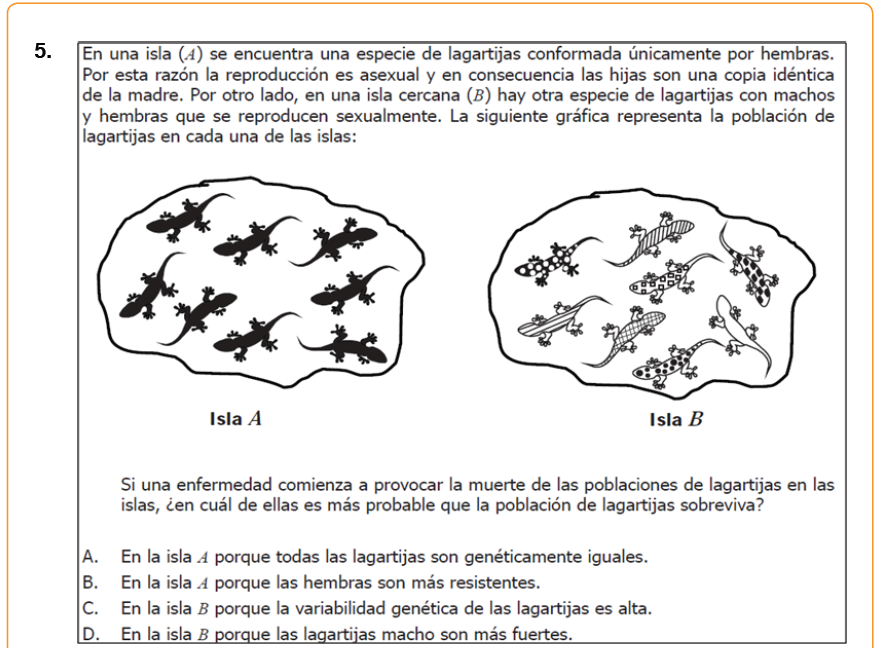 5.
En una isla (A) se encuentra una especie de lagartijas conformada únicamente por hembras.
Por esta razón la reproducción es asexual y en consecuencia las hijas son una copia idéntica
de la madre. Por otro lado, en una isla cercana (B) hay otra especie de lagartijas con machos
y hembras que se reproducen sexualmente. La siguiente gráfica representa la población de
lagartijas en cada una de las islas:
Isla A
Isla B
Si una enfermedad comienza a provocar la muerte de las poblaciones de lagartijas en las
islas, ¿en cuál de ellas es más probable que la población de lagartijas sobreviva?
A. En la isla A porque todas las lagartijas son genéticamente iguales.
B. En la isla A porque las hembras son más resistentes.
C. En la isla B porque la variabilidad genética de las lagartijas es alta.
D. En la isla B porque las lagartijas macho son más fuertes.